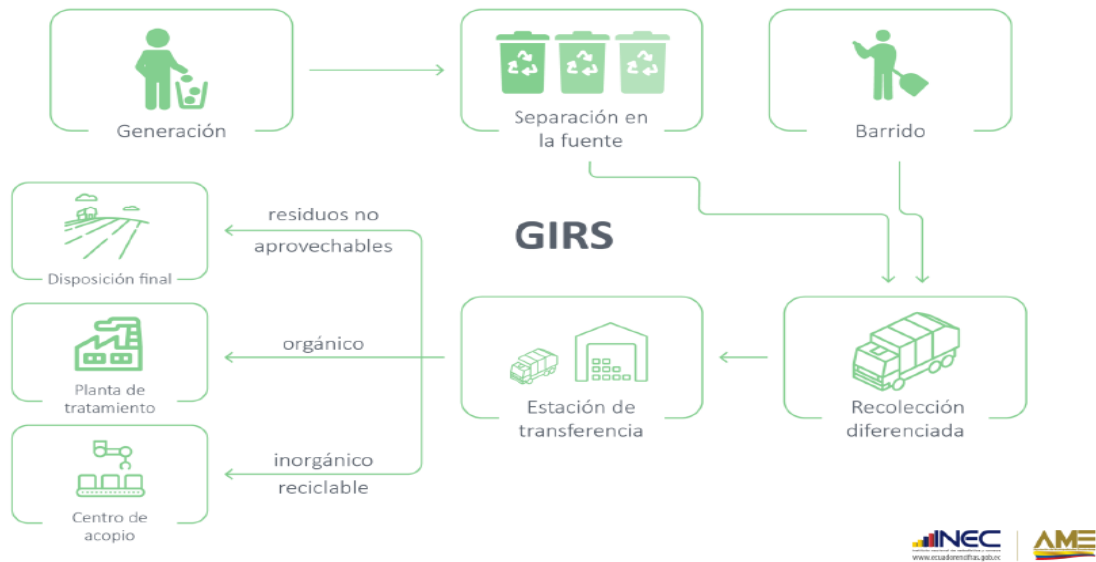 Generación
Separación en
la fuente
Barrido
GIRS
residuos no
aprovechables
Disposición final
orgánico
Planta de
tratamiento
inorgánico
reciclable
Centro de
acopio
Estación de
transferencia
Recolección
diferenciada
INEC
www.ecuadorencifras.gob.ec
AME